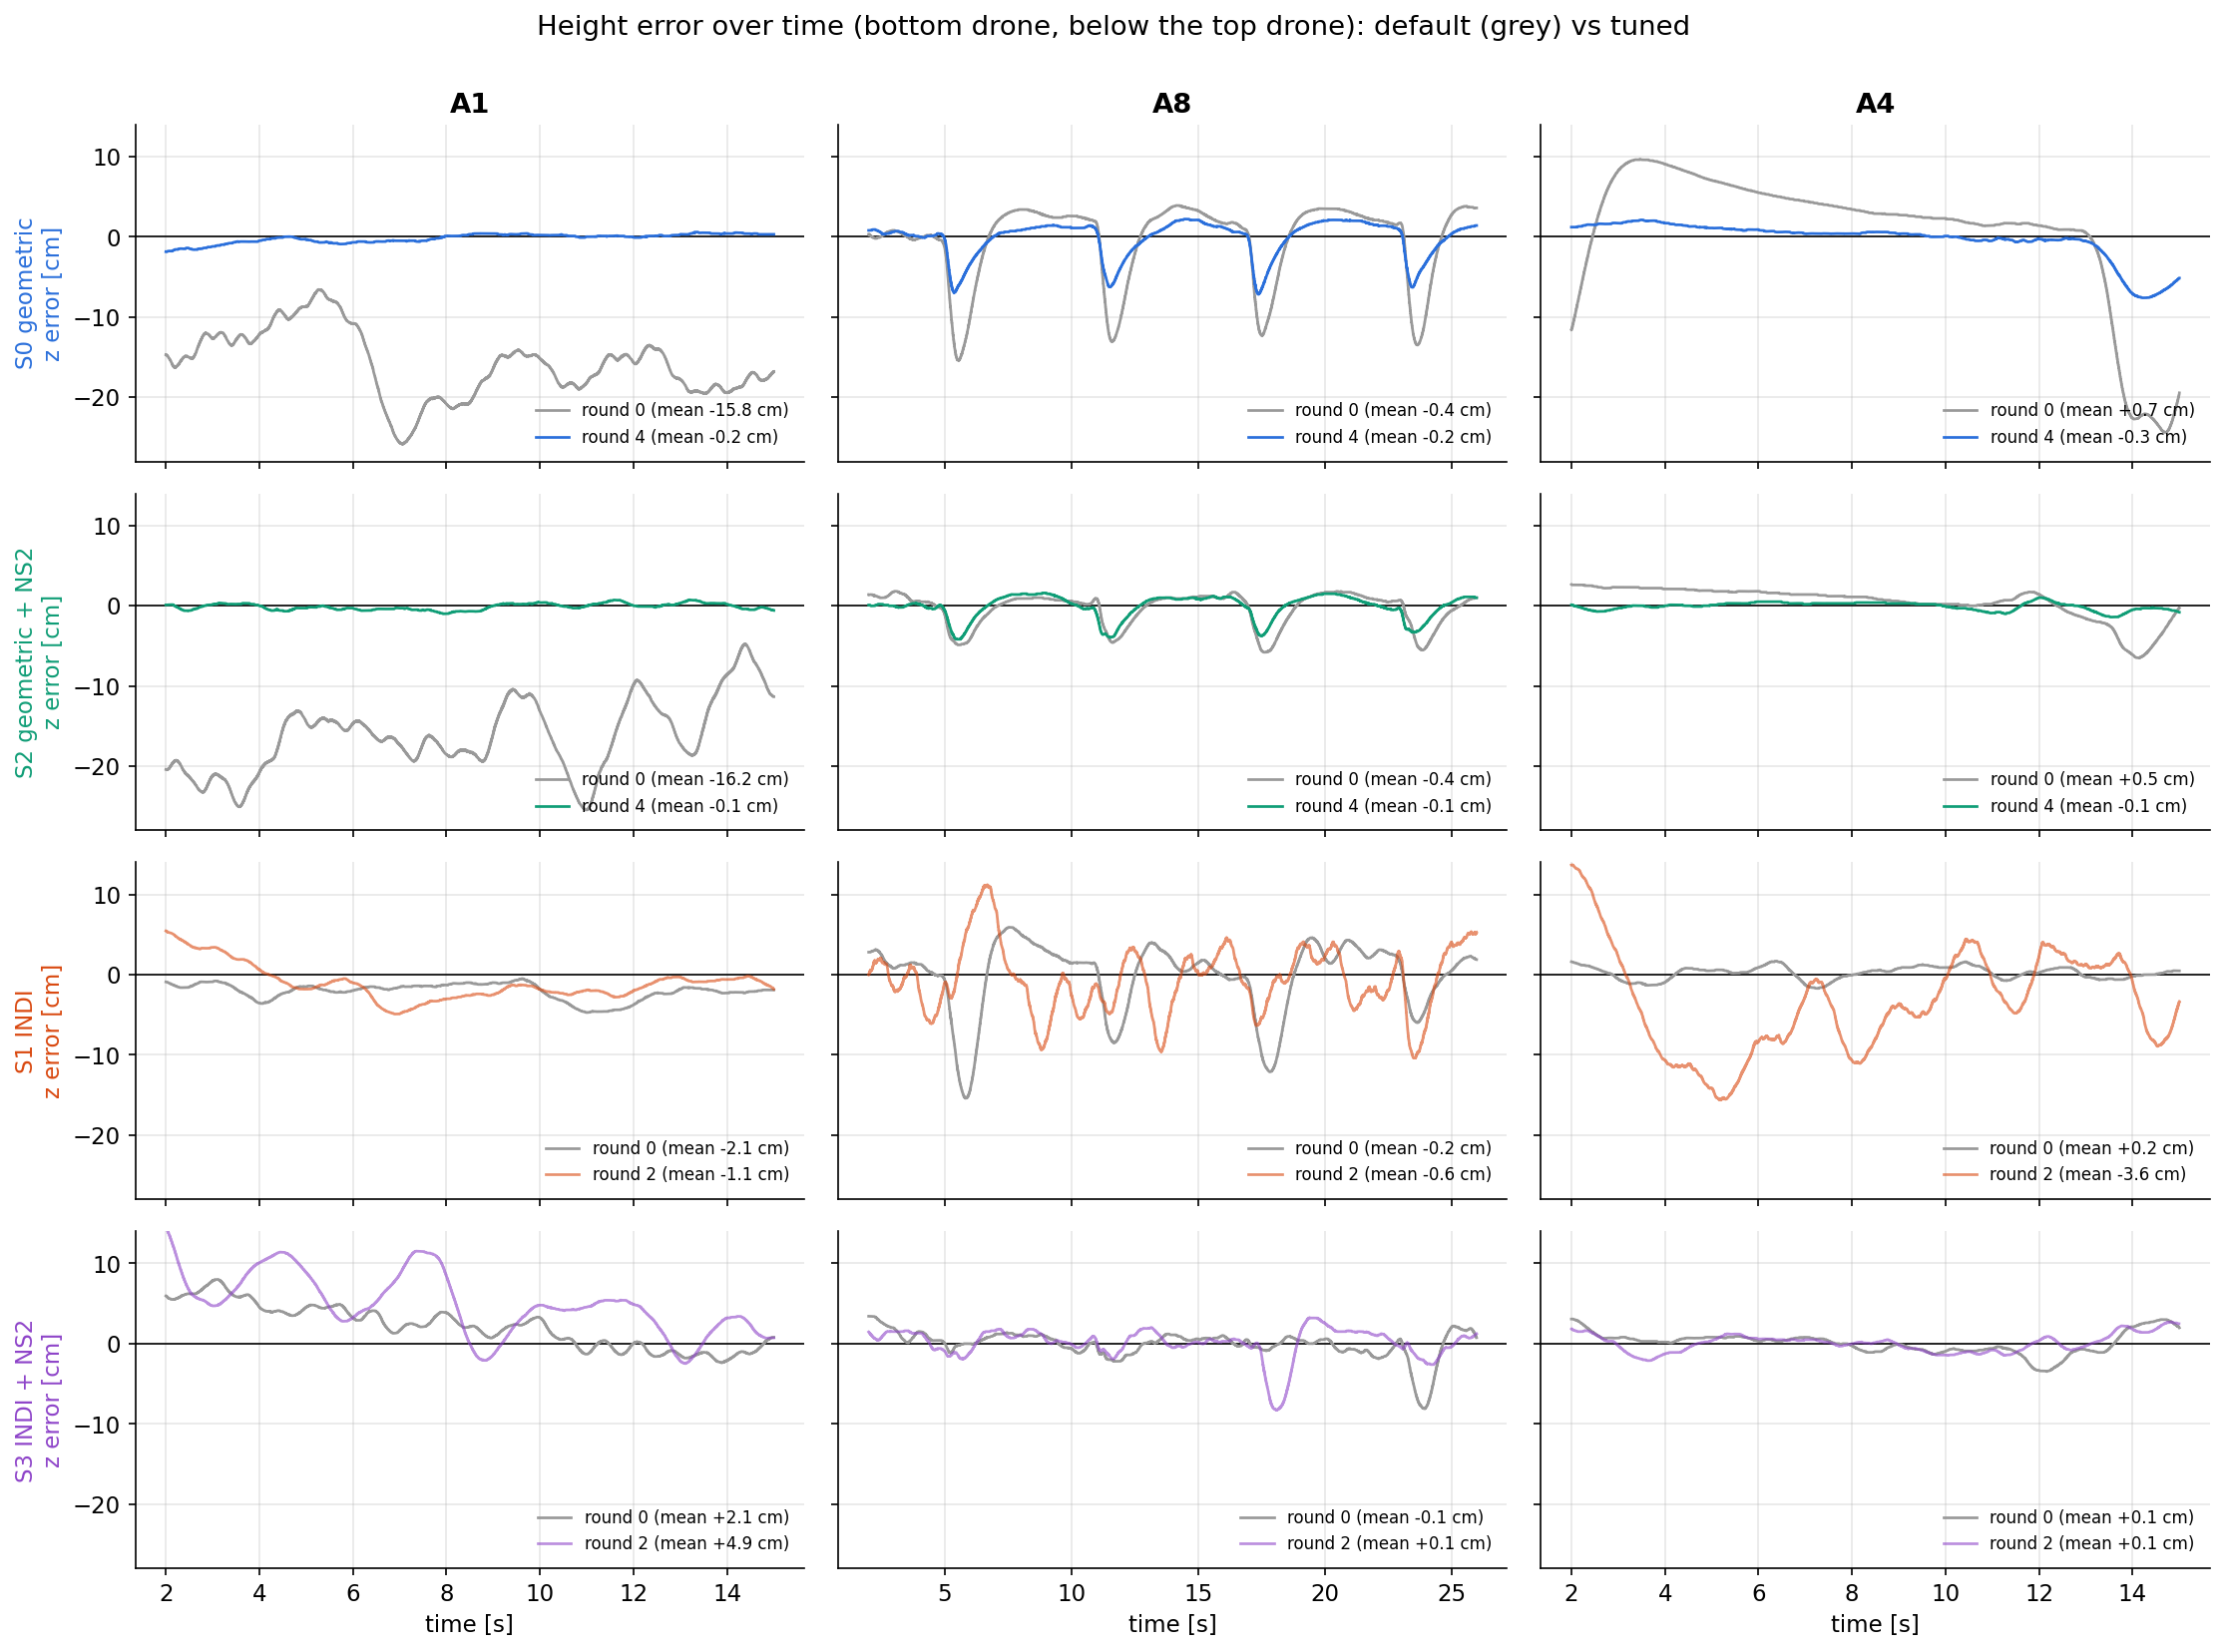 Height error over time (bottom drone, below the top drone): default (grey) vs tuned
A1
A8
A4
S0 geometric
z error [cm]
10
0
−10
−20
round 0 (mean -15.8 cm)
round 4 (mean -0.2 cm)
round 0 (mean -0.4 cm)
round 4 (mean -0.2 cm)
round 0 (mean +0.7 cm)
round 4 (mean -0.3 cm)
S2 geometric + NS2
z error [cm]
10
0
−10
−20
round 0 (mean -16.2 cm)
round 4 (mean -0.1 cm)
round 0 (mean -0.4 cm)
round 4 (mean -0.1 cm)
round 0 (mean +0.5 cm)
round 4 (mean -0.1 cm)
S1 INDI
z error [cm]
10
0
−10
−20
round 0 (mean -2.1 cm)
round 2 (mean -1.1 cm)
round 0 (mean -0.2 cm)
round 2 (mean -0.6 cm)
round 0 (mean +0.2 cm)
round 2 (mean -3.6 cm)
S3 INDI + NS2
z error [cm]
10
0
−10
−20
round 0 (mean +2.1 cm)
round 2 (mean +4.9 cm)
round 0 (mean -0.1 cm)
round 2 (mean +0.1 cm)
round 0 (mean +0.1 cm)
round 2 (mean +0.1 cm)
2 4 6 8 10 12 14
5 10 15 20 25
2 4 6 8 10 12 14
time [s]
time [s]
time [s]